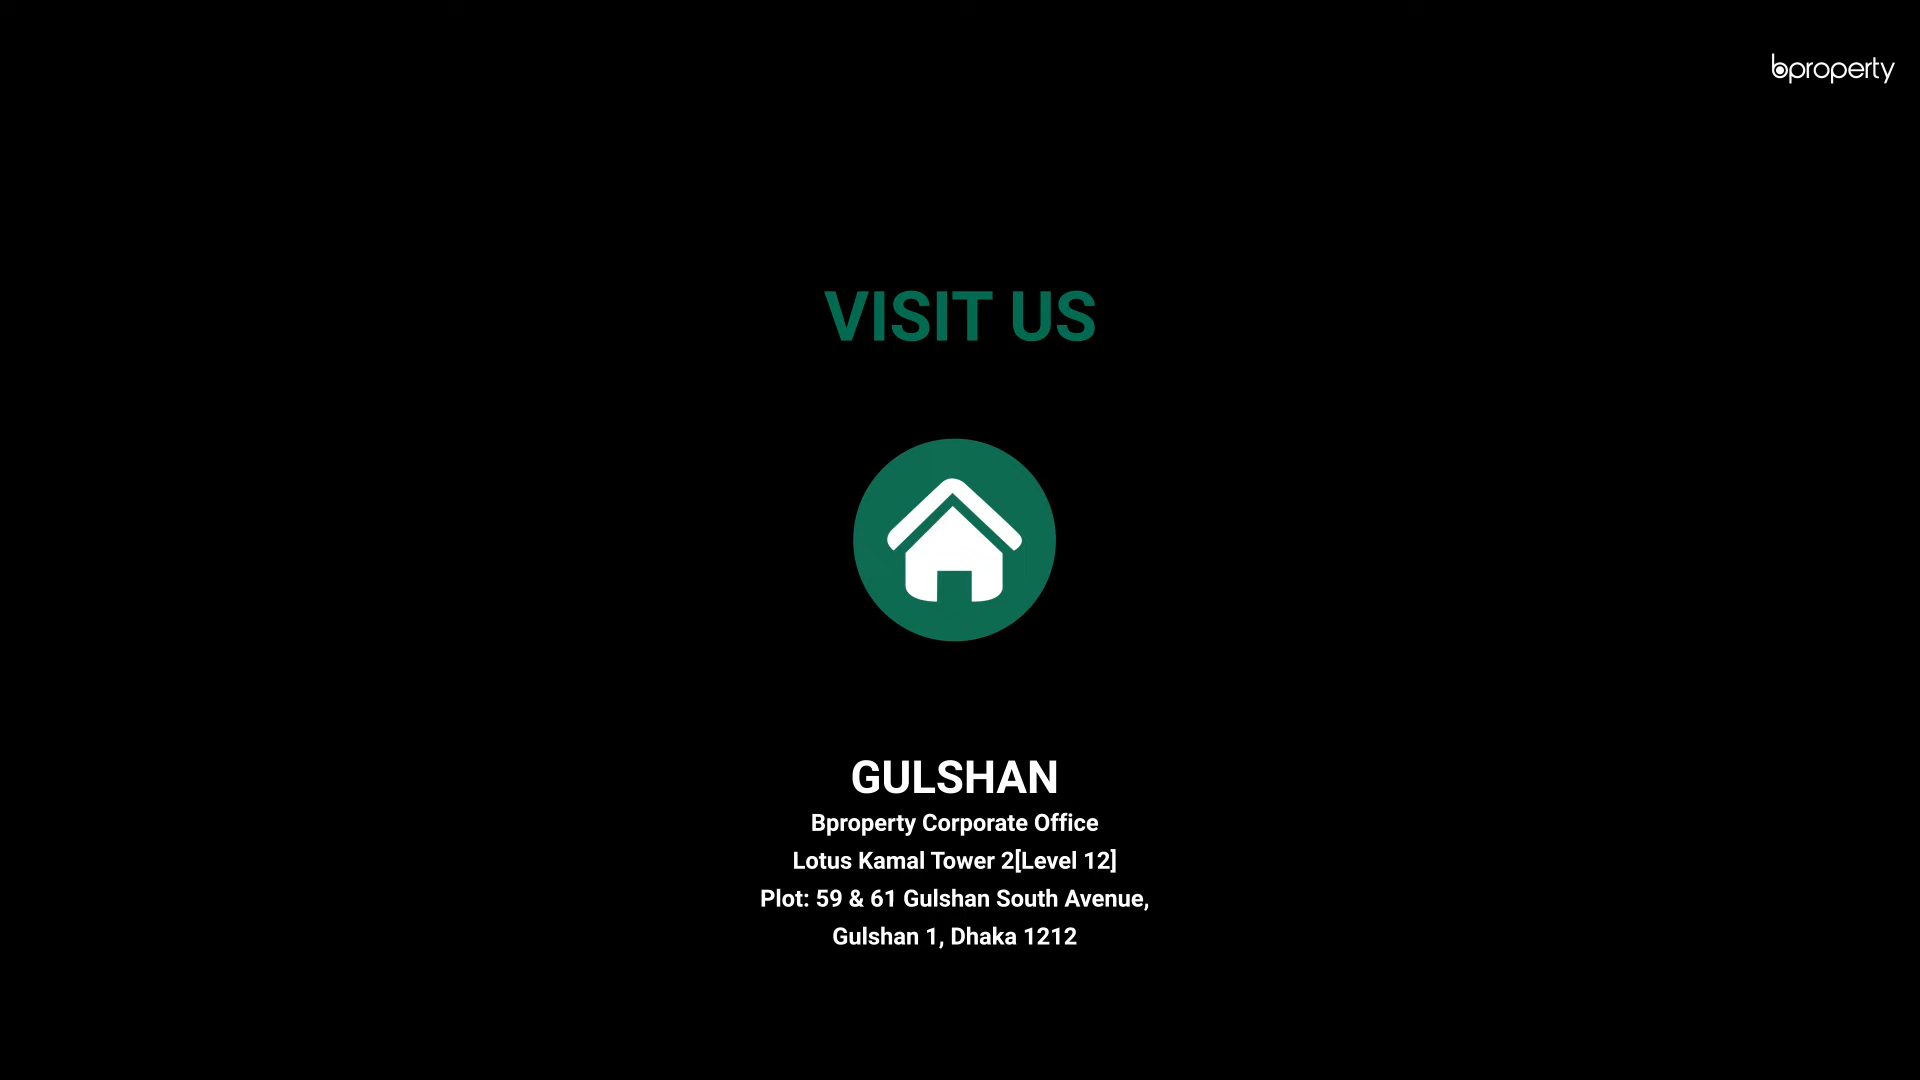 bproperty
VISIT US
GULSHAN
Bproperty Corporate Office
Lotus Kamal Tower 2[Level 12]
Plot: 59 & 61 Gulshan South Avenue,
Gulshan 1, Dhaka 1212